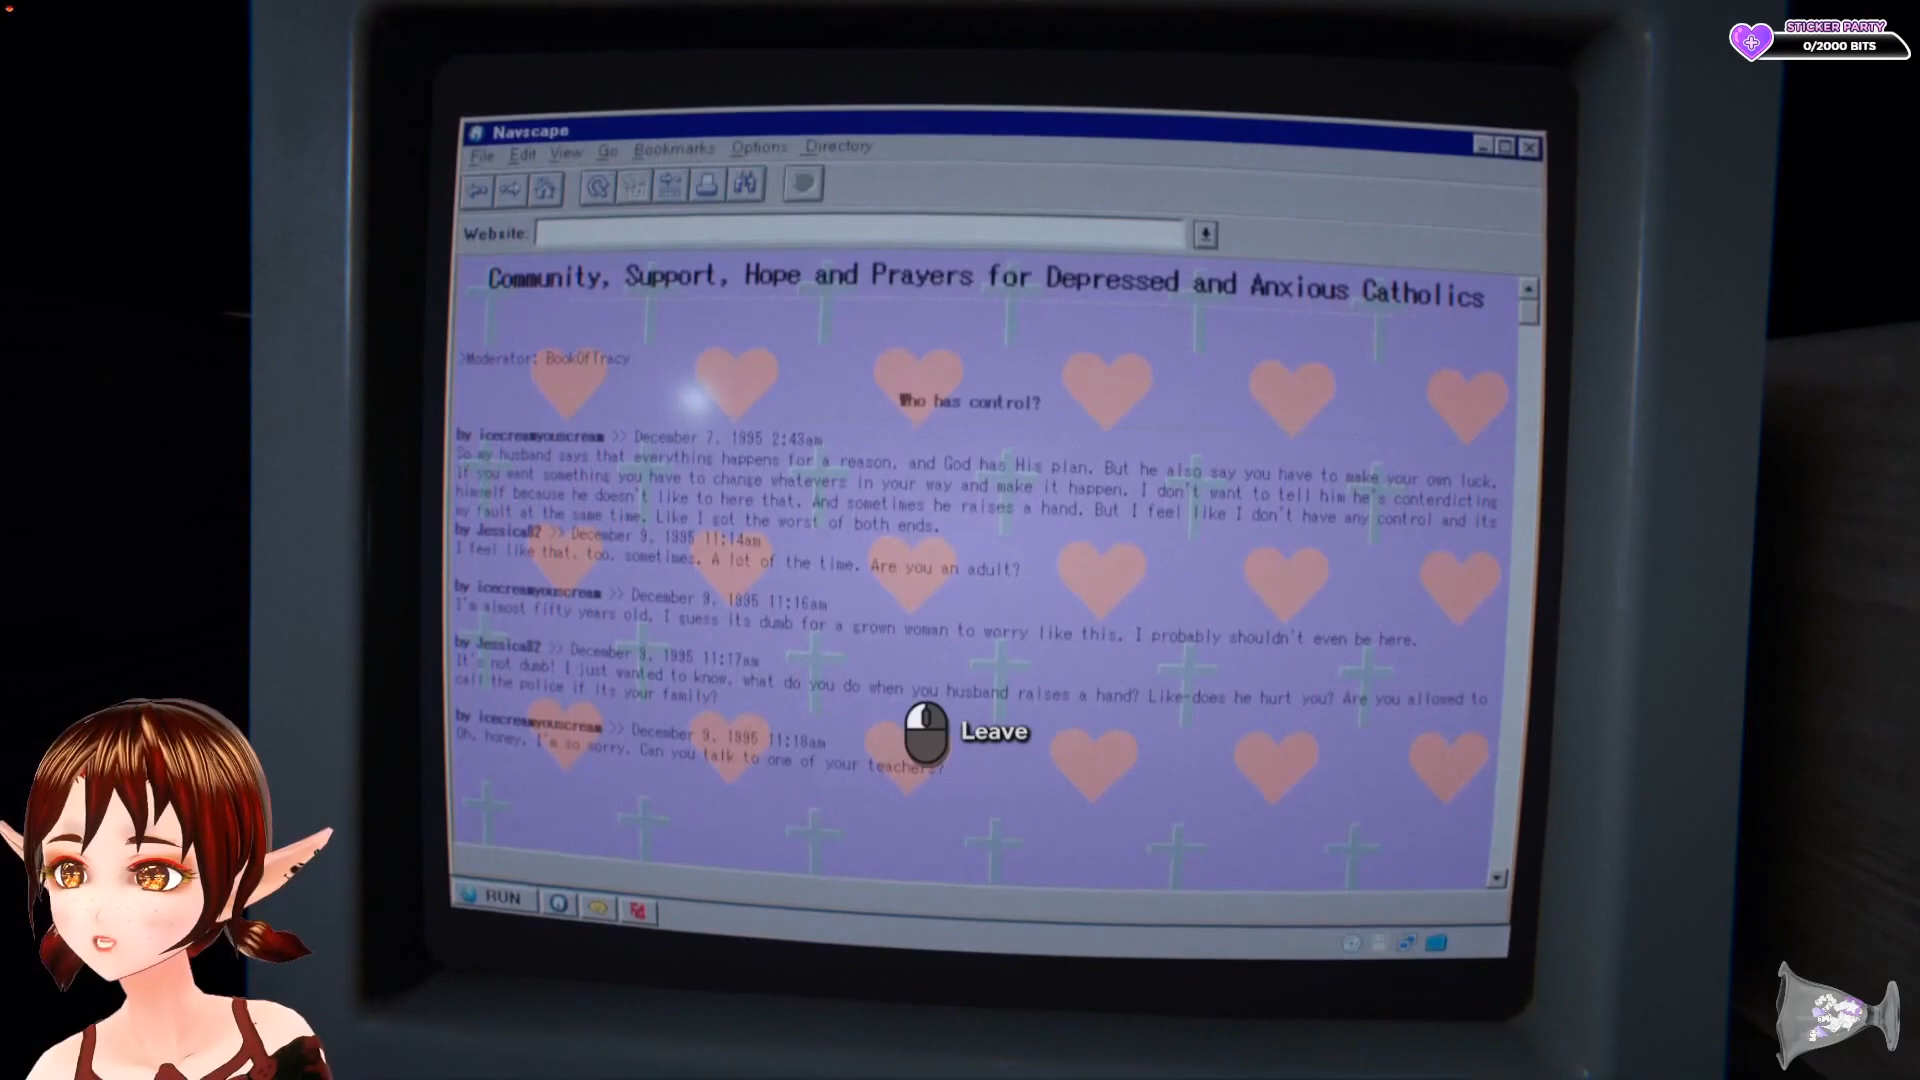 STICKER PARTY
0/2000 BITS
Navscape
File Edit View Go Bookmarks Options Directory
Website:
Community, Support, Hope and Prayers for Depressed and Anxious Catholics
>Moderator: BookOfTracy
Who has control?
by icecreamyouscream >> December 7, 1995 2:43am
So my husband says that everything happens for a reason, and God has His plan. But he also say you have to make your own luck.
If you want something you have to change whatevers in your way and make it happen. I don't want to tell him he's conterdicting
himself because he doesn't like to here that. And sometimes he raises a hand. But I feel like I don't have any control and its
my fault at the same time. Like I got the worst of both ends.
by Jessica82 >> December 9, 1995 11:14am
I feel like that, too, sometimes. A lot of the time. Are you an adult?
by icecreamyouscream >> December 9, 1995 11:16am
I'm almost fifty years old. I guess its dumb for a grown woman to worry like this. I probably shouldn't even be here.
by Jessica82 >> December 9, 1995 11:17am
It's not dumb! I just wanted to know, what do you do when you husband raises a hand? Like-does he hurt you? Are you allowed to
call the police if its your family?
by icecreamyouscream >> December 9, 1995 11:18am
Oh, honey, I'm so sorry. Can you talk to one of your teachers?
Leave
RUN